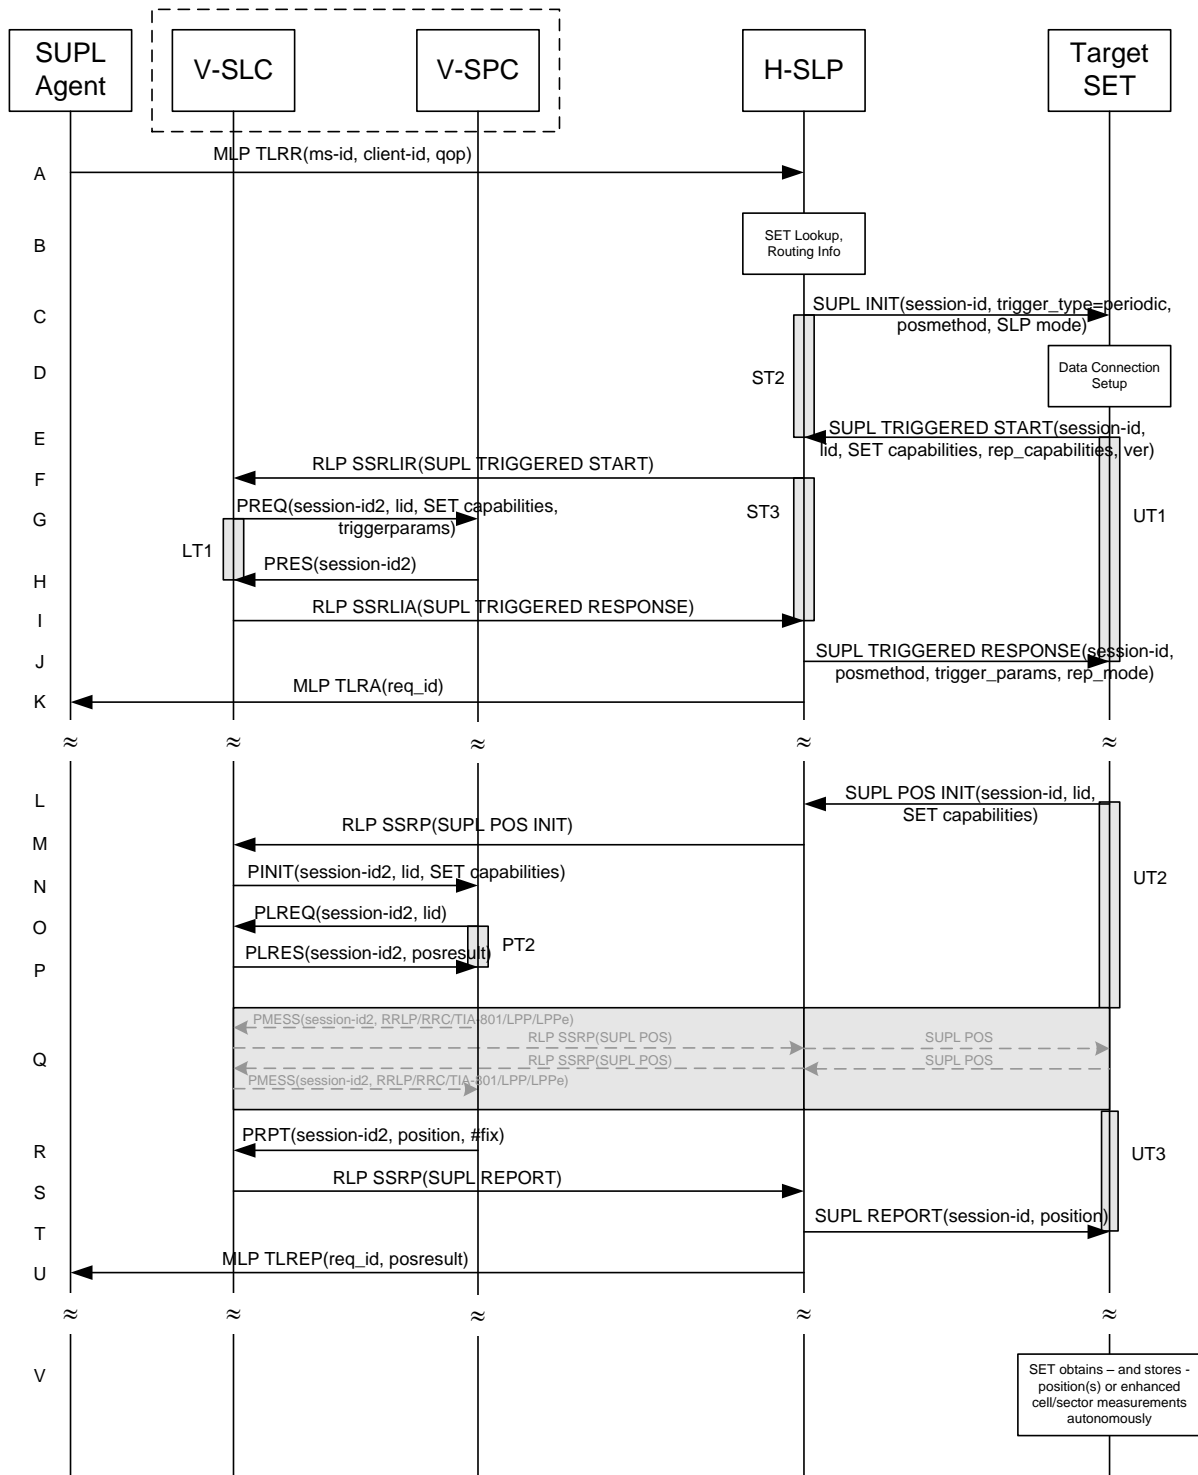 SUPL
Agent
V-SLC
V-SPC
H-SLP
Target
SET
MLP TLRR(ms-id, client-id, qop)
A
B
SET Lookup,
Routing Info
C
SUPL INIT(session-id, trigger_type=periodic,
posmethod, SLP mode)
D
ST2
Data Connection
Setup
E
SUPL TRIGGERED START(session-id,
lid, SET capabilities, rep_capabilities, ver)
F
RLP SSRLIR(SUPL TRIGGERED START)
G
PREQ(session-id2, lid, SET capabilities,
triggerparams)
ST3
UT1
LT1
H
PRES(session-id2)
I
RLP SSRLIA(SUPL TRIGGERED RESPONSE)
J
SUPL TRIGGERED RESPONSE(session-id,
posmethod, trigger_params, rep_mode)
K
MLP TLRA(req_id)
≈ ≈ ≈ ≈ ≈
L
SUPL POS INIT(session-id, lid,
SET capabilities)
M
RLP SSRP(SUPL POS INIT)
N
PINIT(session-id2, lid, SET capabilities)
UT2
O
PLREQ(session-id2, lid)
PT2
P
PLRES(session-id2, posresult)
PMESS(session-id2, RRLP/RRC/TIA-801/LPP/LPPe)
RLP SSRP(SUPL POS)
SUPL POS
Q
RLP SSRP(SUPL POS)
SUPL POS
PMESS(session-id2, RRLP/RRC/TIA-801/LPP/LPPe)
R
PRPT(session-id2, position, #fix)
UT3
S
RLP SSRP(SUPL REPORT)
T
SUPL REPORT(session-id, position)
U
MLP TLREP(req_id, posresult)
≈ ≈ ≈ ≈ ≈
V
SET obtains – and stores -
position(s) or enhanced
cell/sector measurements
autonomously